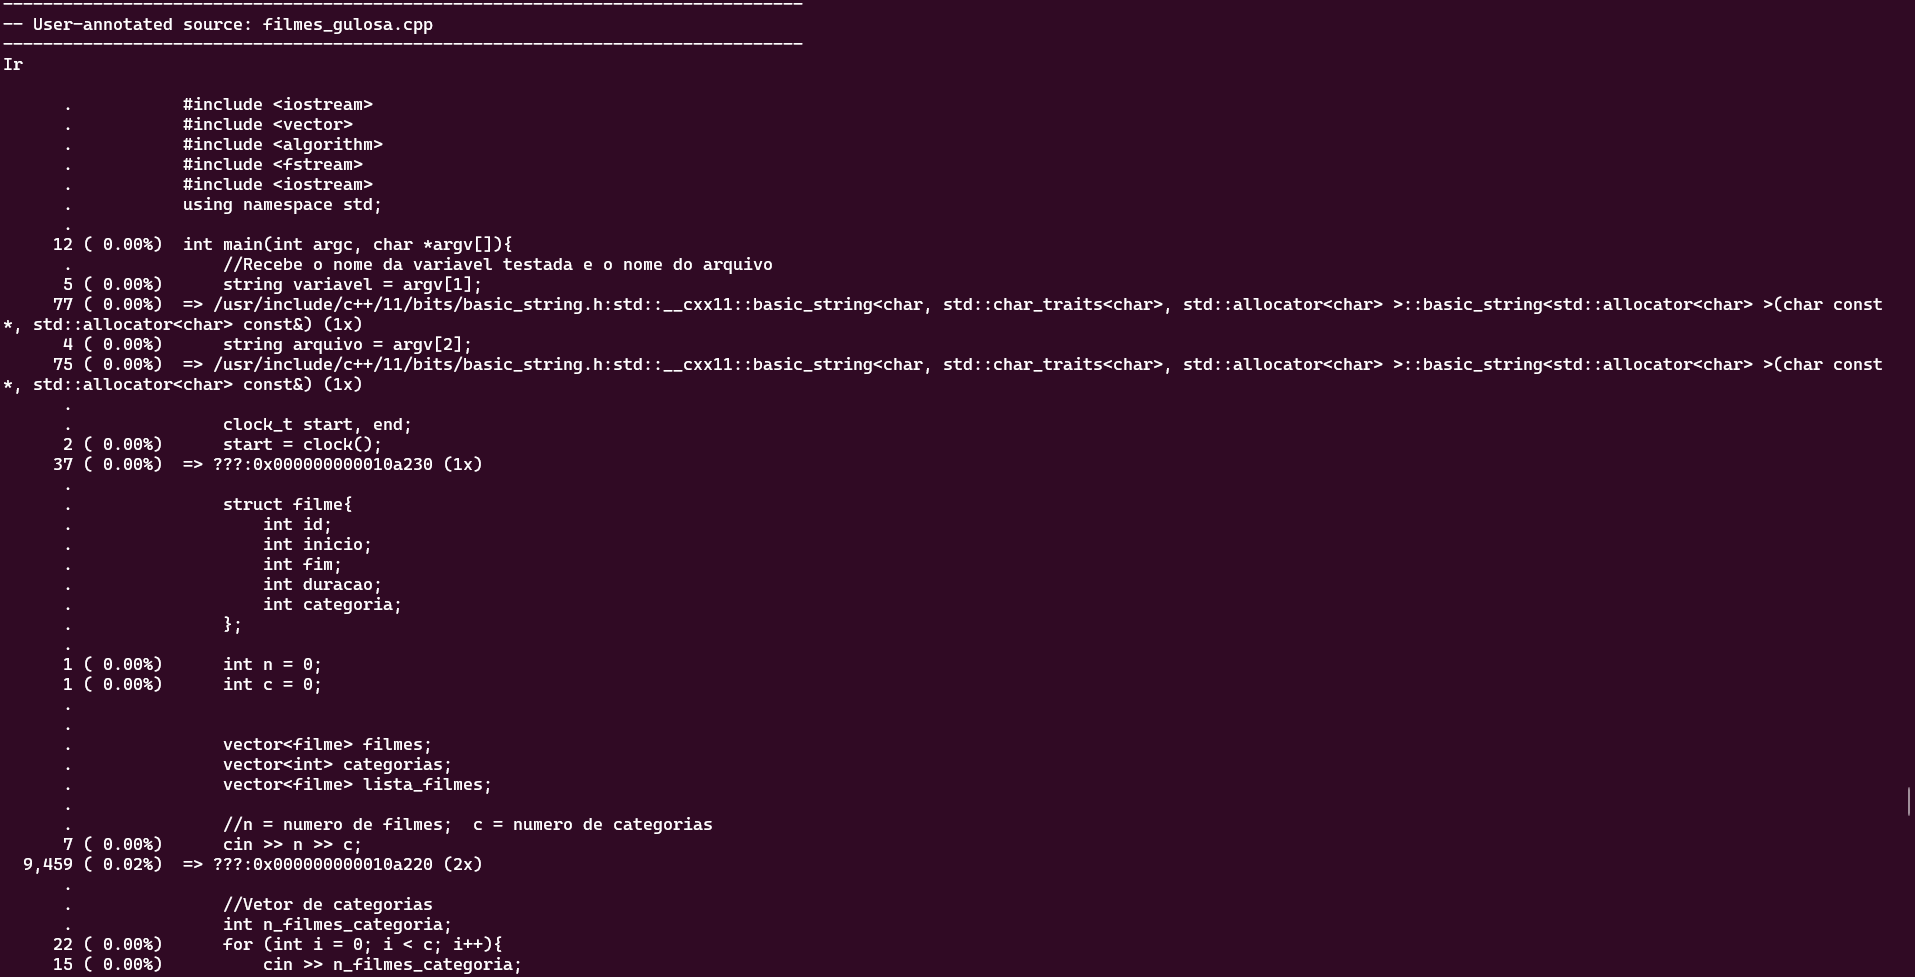 --------------------------------------------------------------------------------
-- User-annotated source: filmes_gulosa.cpp
--------------------------------------------------------------------------------
Ir

      .           #include <iostream>
      .           #include <vector>
      .           #include <algorithm>
      .           #include <fstream>
      .           #include <iostream>
      .           using namespace std;
      .
     12 ( 0.00%)  int main(int argc, char *argv[]){
      .               //Recebe o nome da variavel testada e o nome do arquivo
      5 ( 0.00%)      string variavel = argv[1];
     77 ( 0.00%)  => /usr/include/c++/11/bits/basic_string.h:std::__cxx11::basic_string<char, std::char_traits<char>, std::allocator<char> >::basic_string<std::allocator<char> >(char const
*, std::allocator<char> const&) (1x)
      4 ( 0.00%)      string arquivo = argv[2];
     75 ( 0.00%)  => /usr/include/c++/11/bits/basic_string.h:std::__cxx11::basic_string<char, std::char_traits<char>, std::allocator<char> >::basic_string<std::allocator<char> >(char const
*, std::allocator<char> const&) (1x)
      .
      .               clock_t start, end;
      2 ( 0.00%)      start = clock();
     37 ( 0.00%)  => ???:0x000000000010a230 (1x)
      .
      .               struct filme{
      .                   int id;
      .                   int inicio;
      .                   int fim;
      .                   int duracao;
      .                   int categoria;
      .               };
      .
      1 ( 0.00%)      int n = 0;
      1 ( 0.00%)      int c = 0;
      .
      .
      .               vector<filme> filmes;
      .               vector<int> categorias;
      .               vector<filme> lista_filmes;
      .
      .               //n = numero de filmes;  c = numero de categorias
      7 ( 0.00%)      cin >> n >> c;
  9,459 ( 0.02%)  => ???:0x000000000010a220 (2x)
      .
      .               //Vetor de categorias
      .               int n_filmes_categoria;
     22 ( 0.00%)      for (int i = 0; i < c; i++){
     15 ( 0.00%)          cin >> n_filmes_categoria;